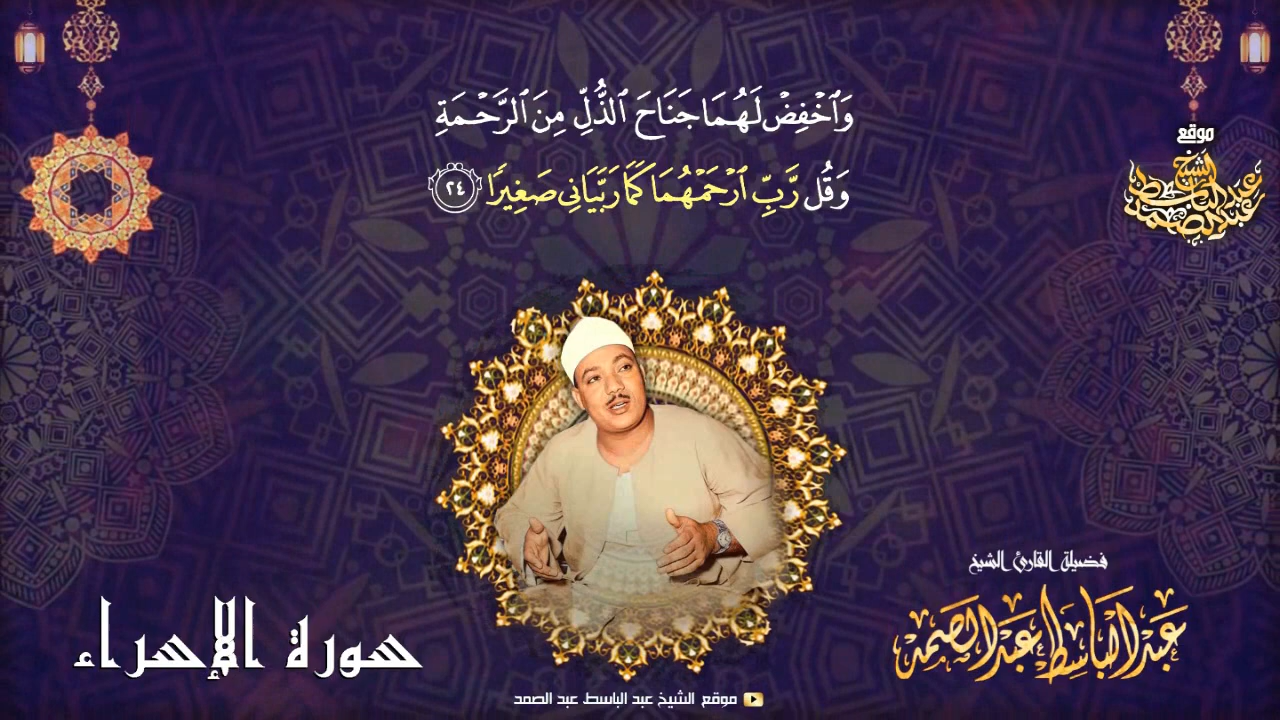 وَٱخْفِضْ لَهُمَا جَنَاحَ ٱلذُّلِّ مِنَ ٱلرَّحْمَةِ
وَقُل رَّبِّ ٱرْحَمْهُمَا كَمَا رَبَّيَانِى صَغِيرًا ٢٤
موقع
الشيخ
عبد الباسط
عبد الصمد
فضيلة القارئ الشيخ
عبد الباسط عبد الصمد
سورة الإسراء
موقع الشيخ عبد الباسط عبد الصمد